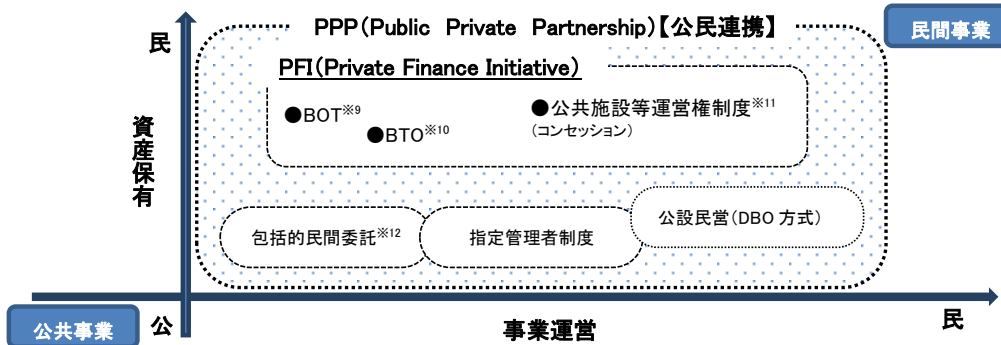 PPP(Public Private Partnership)【公民連携】
民間事業
民
PFI(Private Finance Initiative)
●BOT※9
●公共施設等運営権制度※11
(コンセッション)
●BTO※10
資産保有
公設民営(DBO 方式)
包括的民間委託※12
指定管理者制度
公共事業
公
事業運営
民